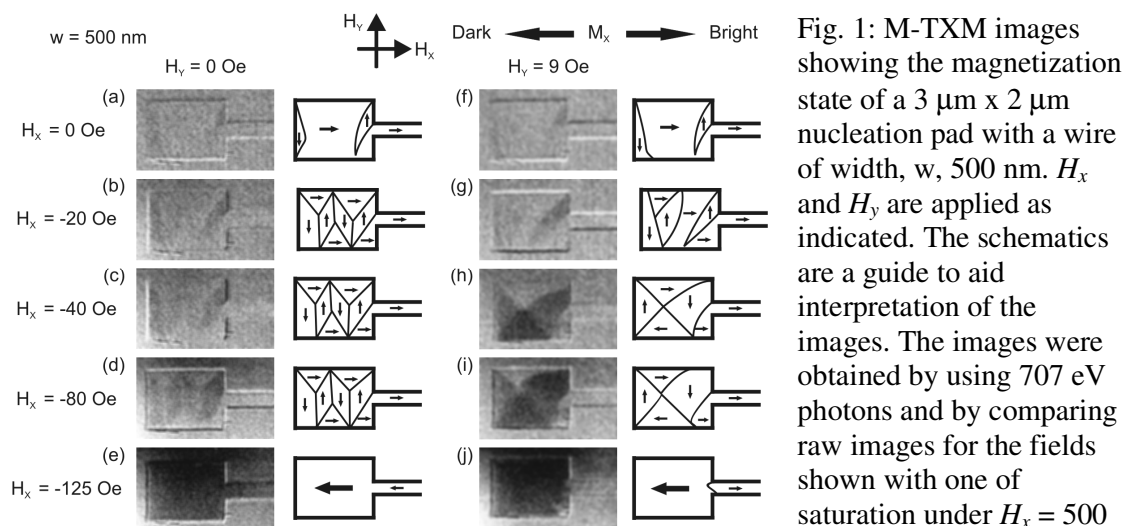 w = 500 nm
H_Y
H_X
Dark
M_X
Bright
H_Y = 0 Oe
H_Y = 9 Oe
(a)
(f)
H_X = 0 Oe
(b)
(g)
H_X = -20 Oe
(c)
(h)
H_X = -40 Oe
(d)
(i)
H_X = -80 Oe
(e)
(j)
H_X = -125 Oe
Fig. 1: M-TXM images
showing the magnetization
state of a 3 μm x 2 μm
nucleation pad with a wire
of width, w, 500 nm. H_x
and H_y are applied as
indicated. The schematics
are a guide to aid
interpretation of the
images. The images were
obtained by using 707 eV
photons and by comparing
raw images for the fields
shown with one of
saturation under H_x = 500